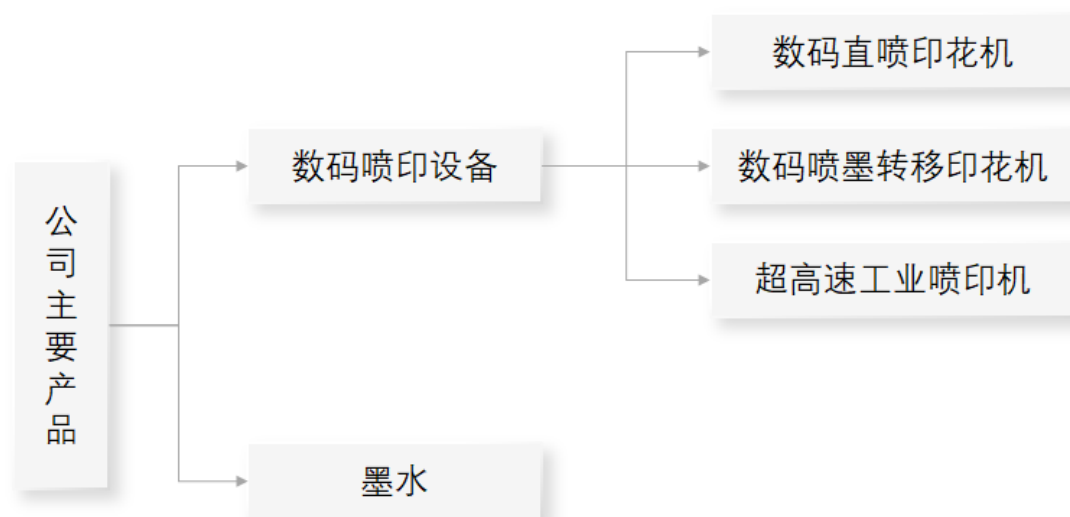 公司主要产品
数码喷印设备
数码直喷印花机
数码喷墨转移印花机
超高速工业喷印机
墨水